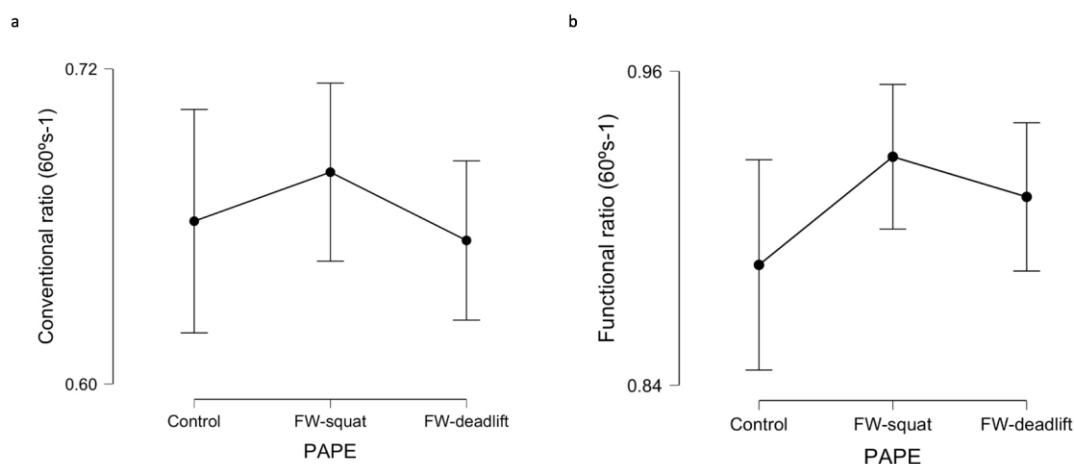 a
0.72
Conventional ratio (60ºs-1)
0.60
Control FW-squat FW-deadlift
PAPE
b
0.96
Functional ratio (60ºs-1)
0.84
Control FW-squat FW-deadlift
PAPE